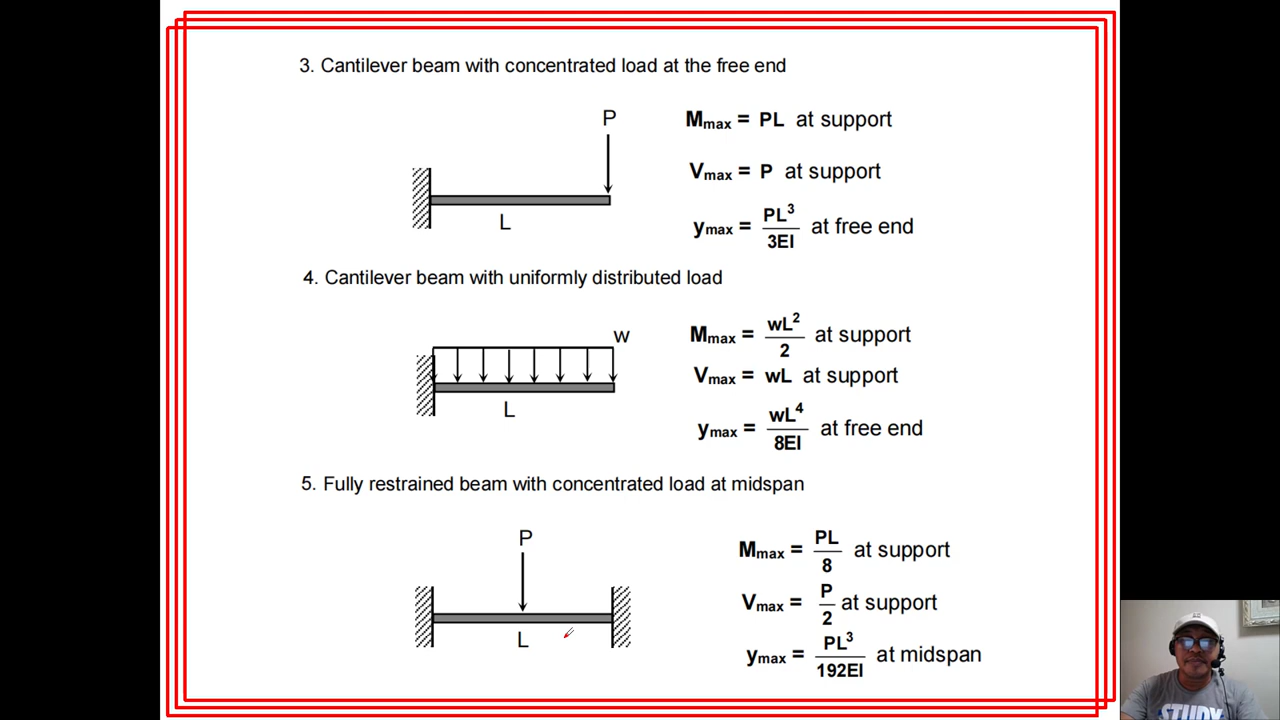 3. Cantilever beam with concentrated load at the free end
P
L
Mmax = PL at support
Vmax = P at support
ymax = PL³/3EI at free end
4. Cantilever beam with uniformly distributed load
w
L
Mmax = wL²/2 at support
Vmax = wL at support
ymax = wL⁴/8EI at free end
5. Fully restrained beam with concentrated load at midspan
P
L
Mmax = PL/8 at support
Vmax = P/2 at support
ymax = PL³/192EI at midspan
STUDY